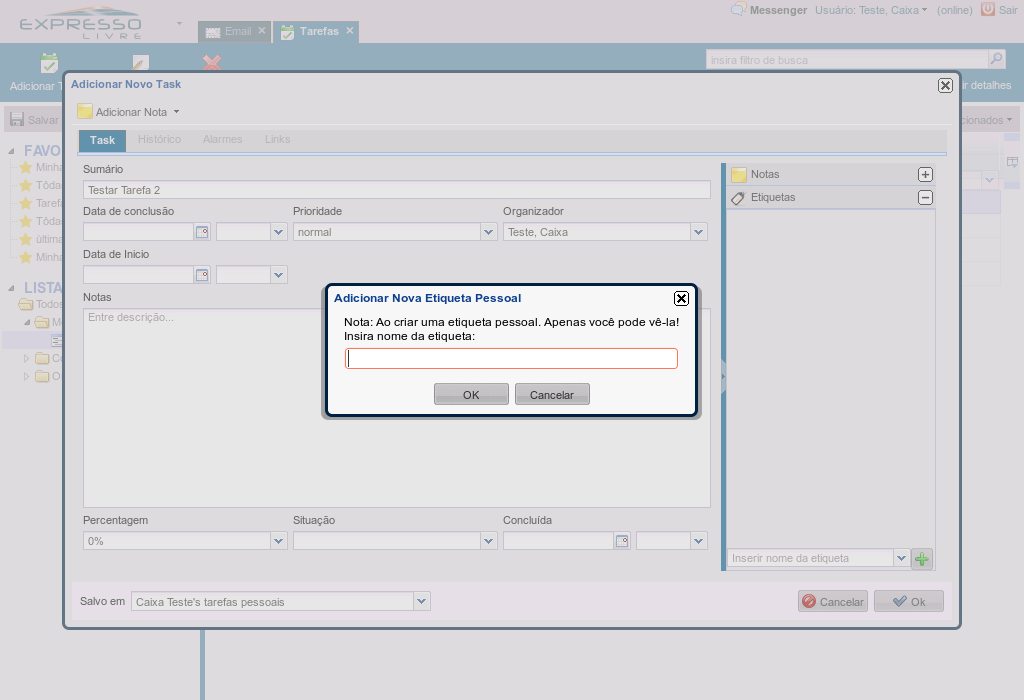 EXPRESSO
LIVRE
Messenger
Usuário: Teste, Caixa
(online)
Sair
Email
Tarefas
insira filtro de busca
Adicionar T
ir detalhes
Salvar
cionados
Adicionar Novo Task
Adicionar Nota
Task
Histórico
Alarmes
Links
FAVO
Minha
Tôda
Taref
Tôda
última
Minha
LISTA
Todos
M
C
O
Sumário
Testar Tarefa 2
Data de conclusão
Prioridade
Organizador
normal
Teste, Caixa
Data de Inicio
Notas
Entre descrição...
Notas
Etiquetas
Adicionar Nova Etiqueta Pessoal
Nota: Ao criar uma etiqueta pessoal. Apenas você pode vê-la!
Insira nome da etiqueta:
OK
Cancelar
Percentagem
Situação
Concluída
0%
Inserir nome da etiqueta
Salvo em
Caixa Teste's tarefas pessoais
Cancelar
Ok